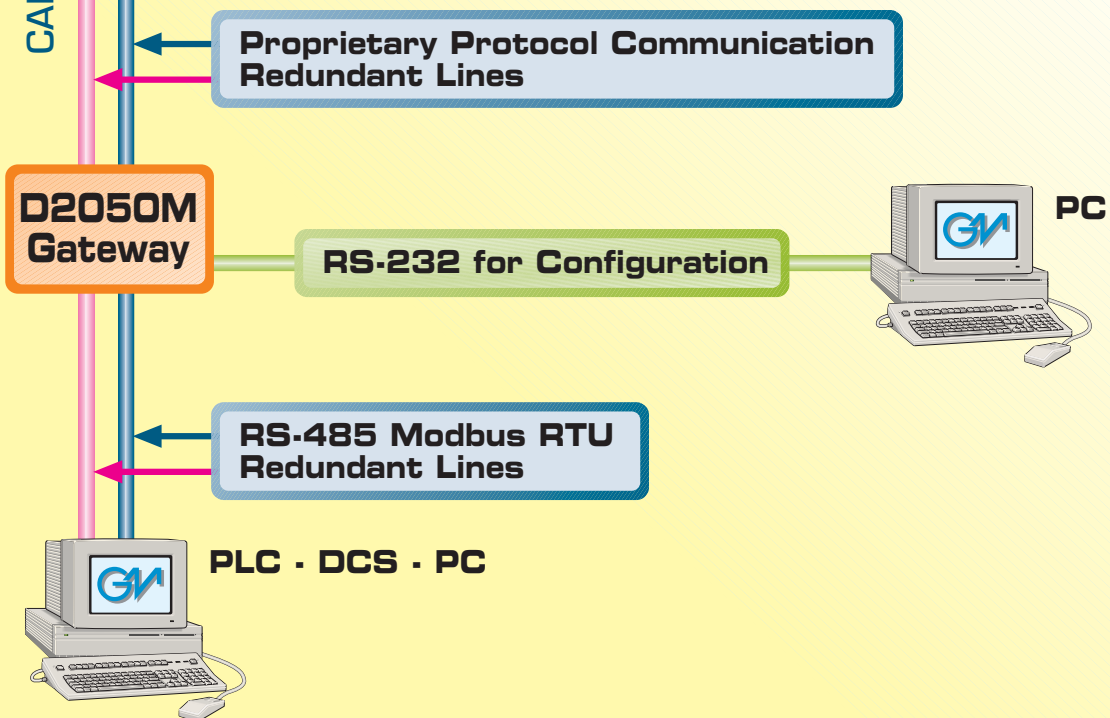 Proprietary Protocol Communication
Redundant Lines
D2050M
Gateway
RS-232 for Configuration
PC
RS-485 Modbus RTU
Redundant Lines
PLC - DCS - PC